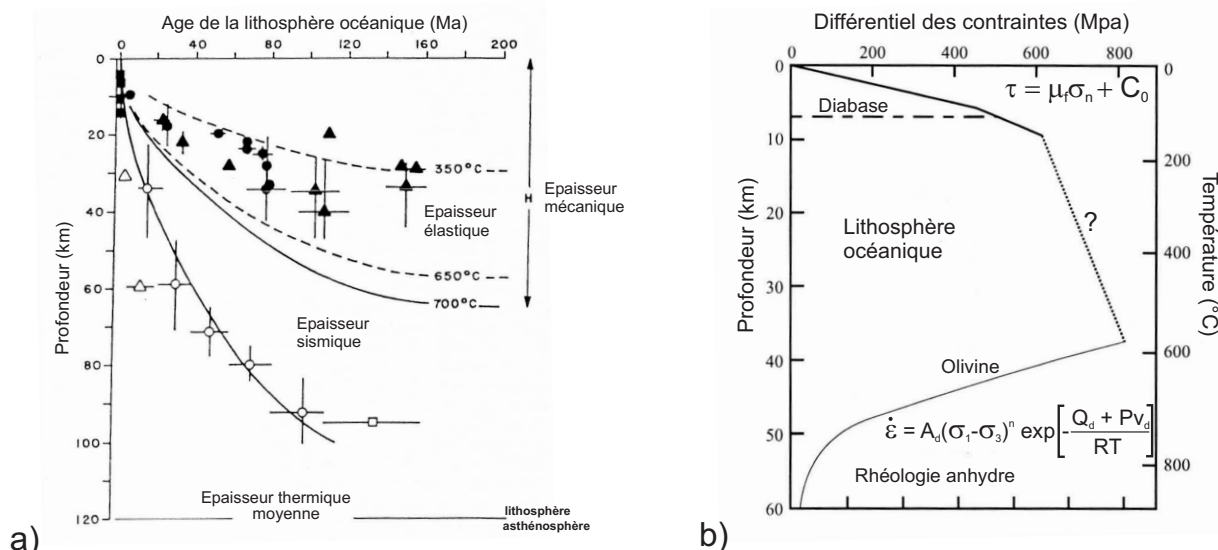 Age de la lithosphère océanique (Ma)
0 40 80 120 160 200
Profondeur (km)
0
20
40
60
80
100
120
350°C
650°C
700°C
H
Epaisseur
mécanique
Epaisseur
élastique
Epaisseur
sismique
Epaisseur thermique
moyenne
lithosphère
asthénosphère
a)
Différentiel des contraintes (Mpa)
0 200 400 600 800
Profondeur (km)
0
10
20
30
40
50
60
Température (°C)
0
200
400
600
800
τ = μfσn + C0
Diabase
Lithosphère
océanique
?
Olivine
ε̇ = Ad(σ1-σ3)^n exp[-(Qd + Pvd)/RT]
Rhéologie anhydre
b)